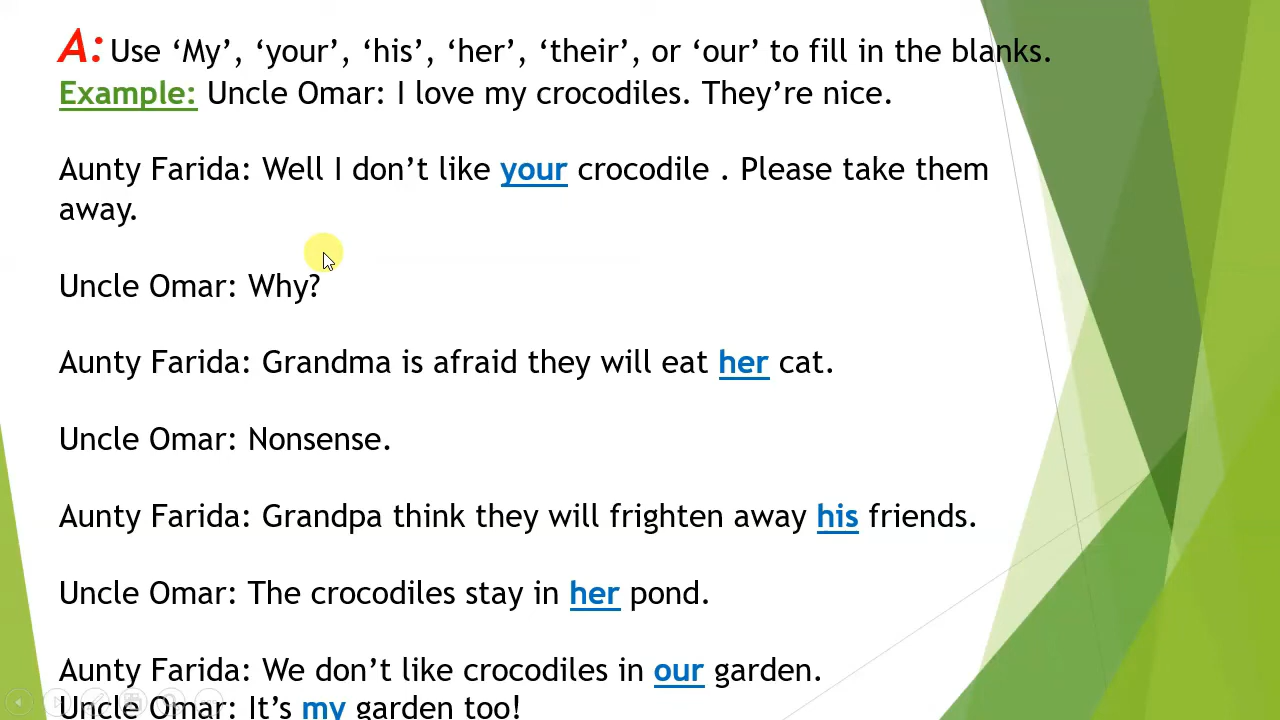 A: Use ‘My’, ‘your’, ‘his’, ‘her’, ‘their’, or ‘our’ to fill in the blanks.
Example: Uncle Omar: I love my crocodiles. They’re nice.
Aunty Farida: Well I don’t like your crocodile . Please take them
away.
Uncle Omar: Why?
Aunty Farida: Grandma is afraid they will eat her cat.
Uncle Omar: Nonsense.
Aunty Farida: Grandpa think they will frighten away his friends.
Uncle Omar: The crocodiles stay in her pond.
Aunty Farida: We don’t like crocodiles in our garden.
Uncle Omar: It’s my garden too!